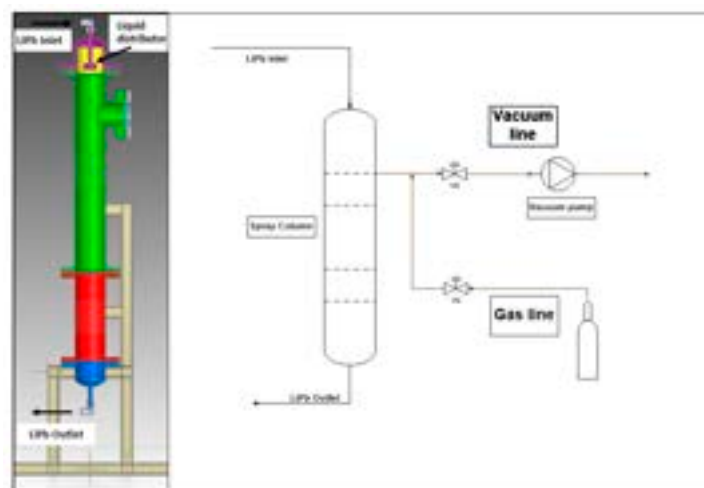 LiPb Inlet
Liquid
distributor
LiPb Outlet
LiPb Inlet
Spray Column
LiPb Outlet
Vacuum
line
Vacuum pump
Gas line